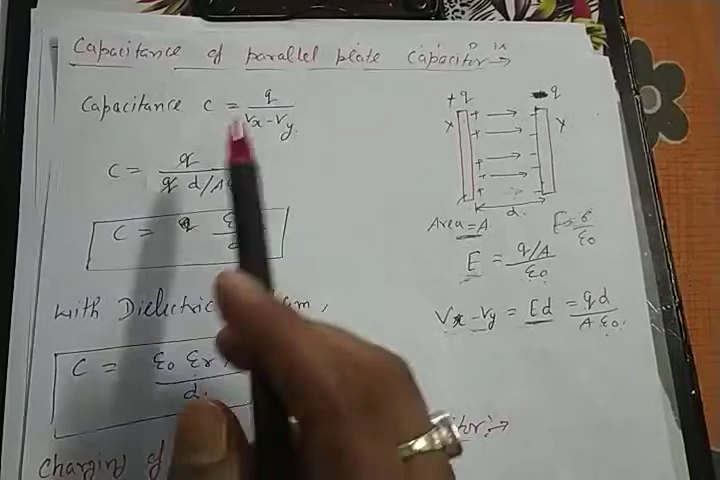 Capacitance of parallel plate Capacitor →
Capacitance C = q / Vx - Vy
C = q / q d/A
C =
with Dielectric
C = ε0 εr / d
Charging of
+q -q
X Y
d
Area = A
E = σ/ε0
E = q/A / ε0
Vx - Vy = Ed = qd / A ε0